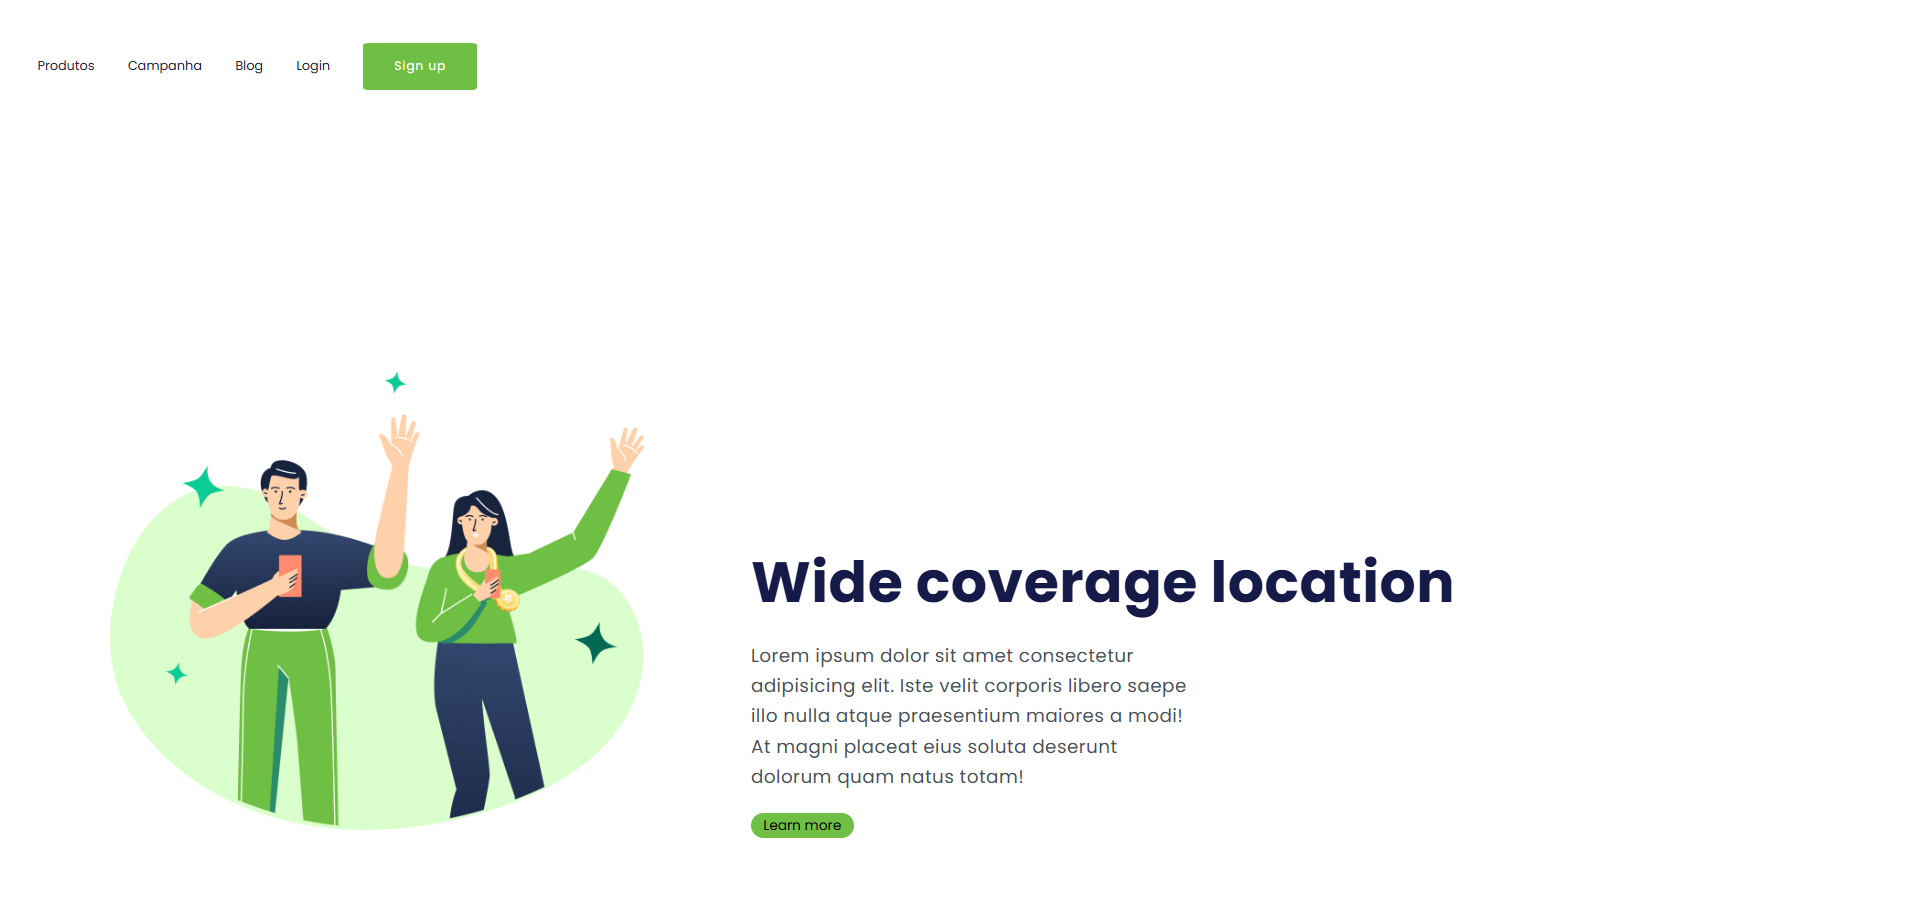 Produtos Campanha Blog Login Sign up
Wide coverage location
Lorem ipsum dolor sit amet consectetur
adipisicing elit. Iste velit corporis libero saepe
illo nulla atque praesentium maiores a modi!
At magni placeat eius soluta deserunt
dolorum quam natus totam!
Learn more